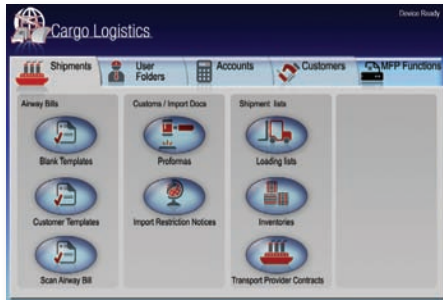 Device Ready
Cargo Logistics
Shipments
User
Folders
Accounts
Customers
MFP Functions
Airway Bills
Customs / Import Docs
Shipment lists
Blank Templates
Proformas
Loading lists
Customer Templates
Import Restriction Notices
Inventories
Scan Airway Bill
Transport Provider Contracts